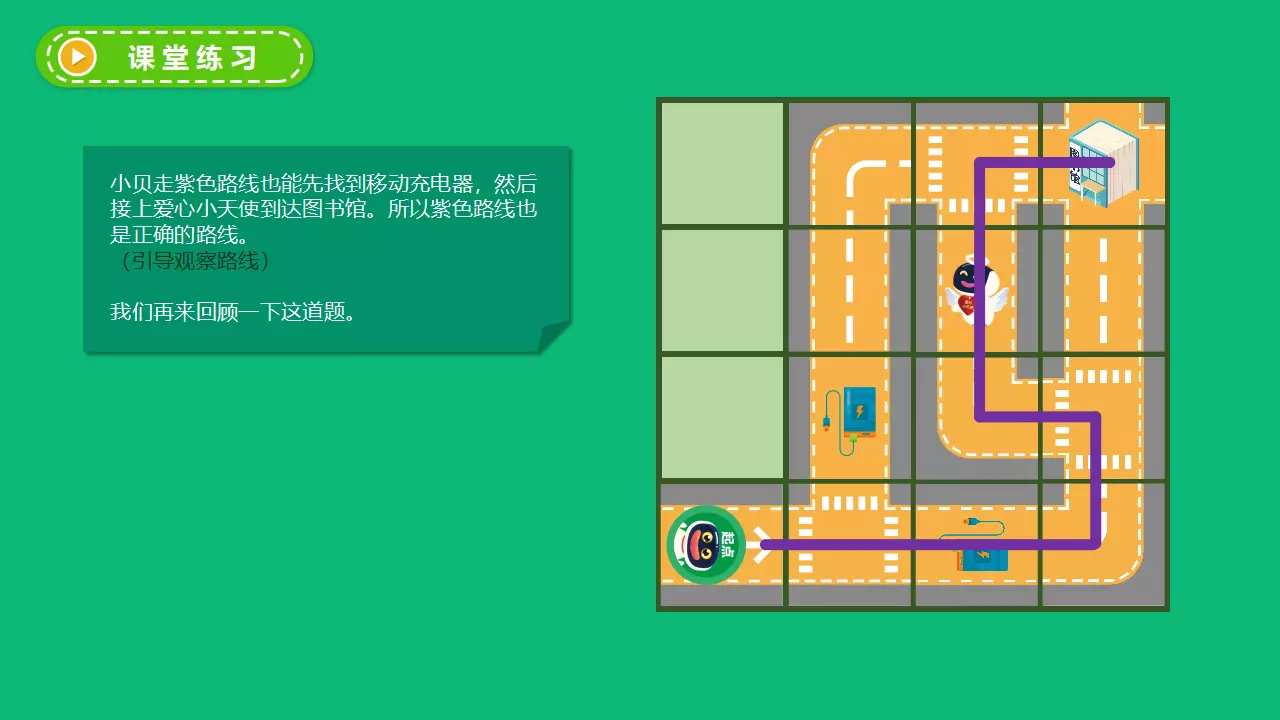 课堂练习
小贝走紫色路线也能先找到移动充电器，然后
接上爱心小天使到达图书馆。所以紫色路线也
是正确的路线。
（引导观察路线）
我们再来回顾一下这道题。
起点